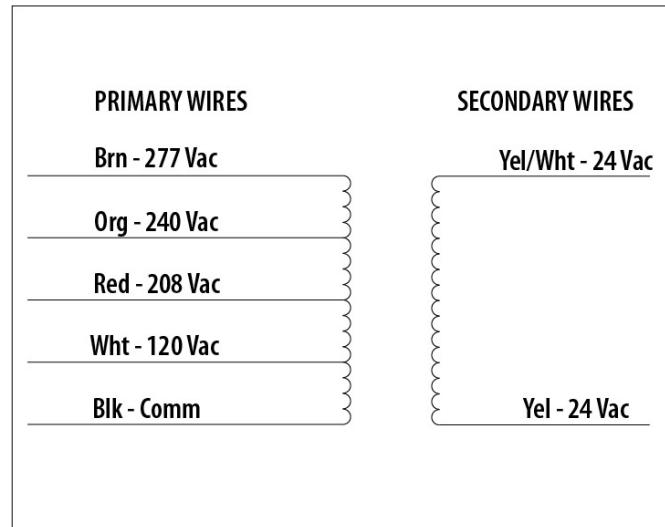 PRIMARY WIRES
Brn - 277 Vac
Org - 240 Vac
Red - 208 Vac
Wht - 120 Vac
Blk - Comm
SECONDARY WIRES
Yel/Wht - 24 Vac
Yel - 24 Vac